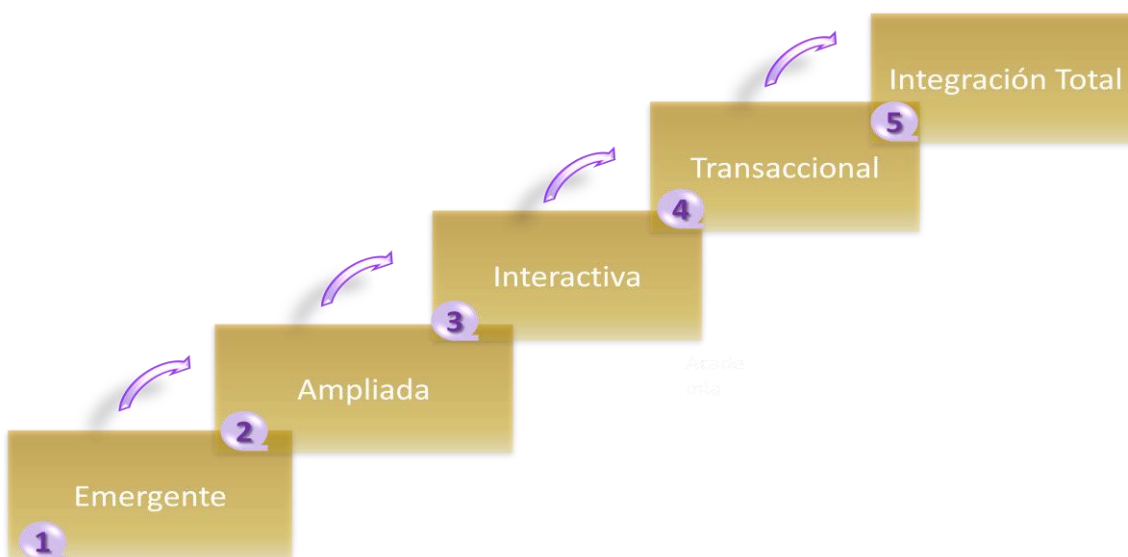 Integración Total
5
Transaccional
4
Interactiva
3
Ampliada
2
Emergente
1